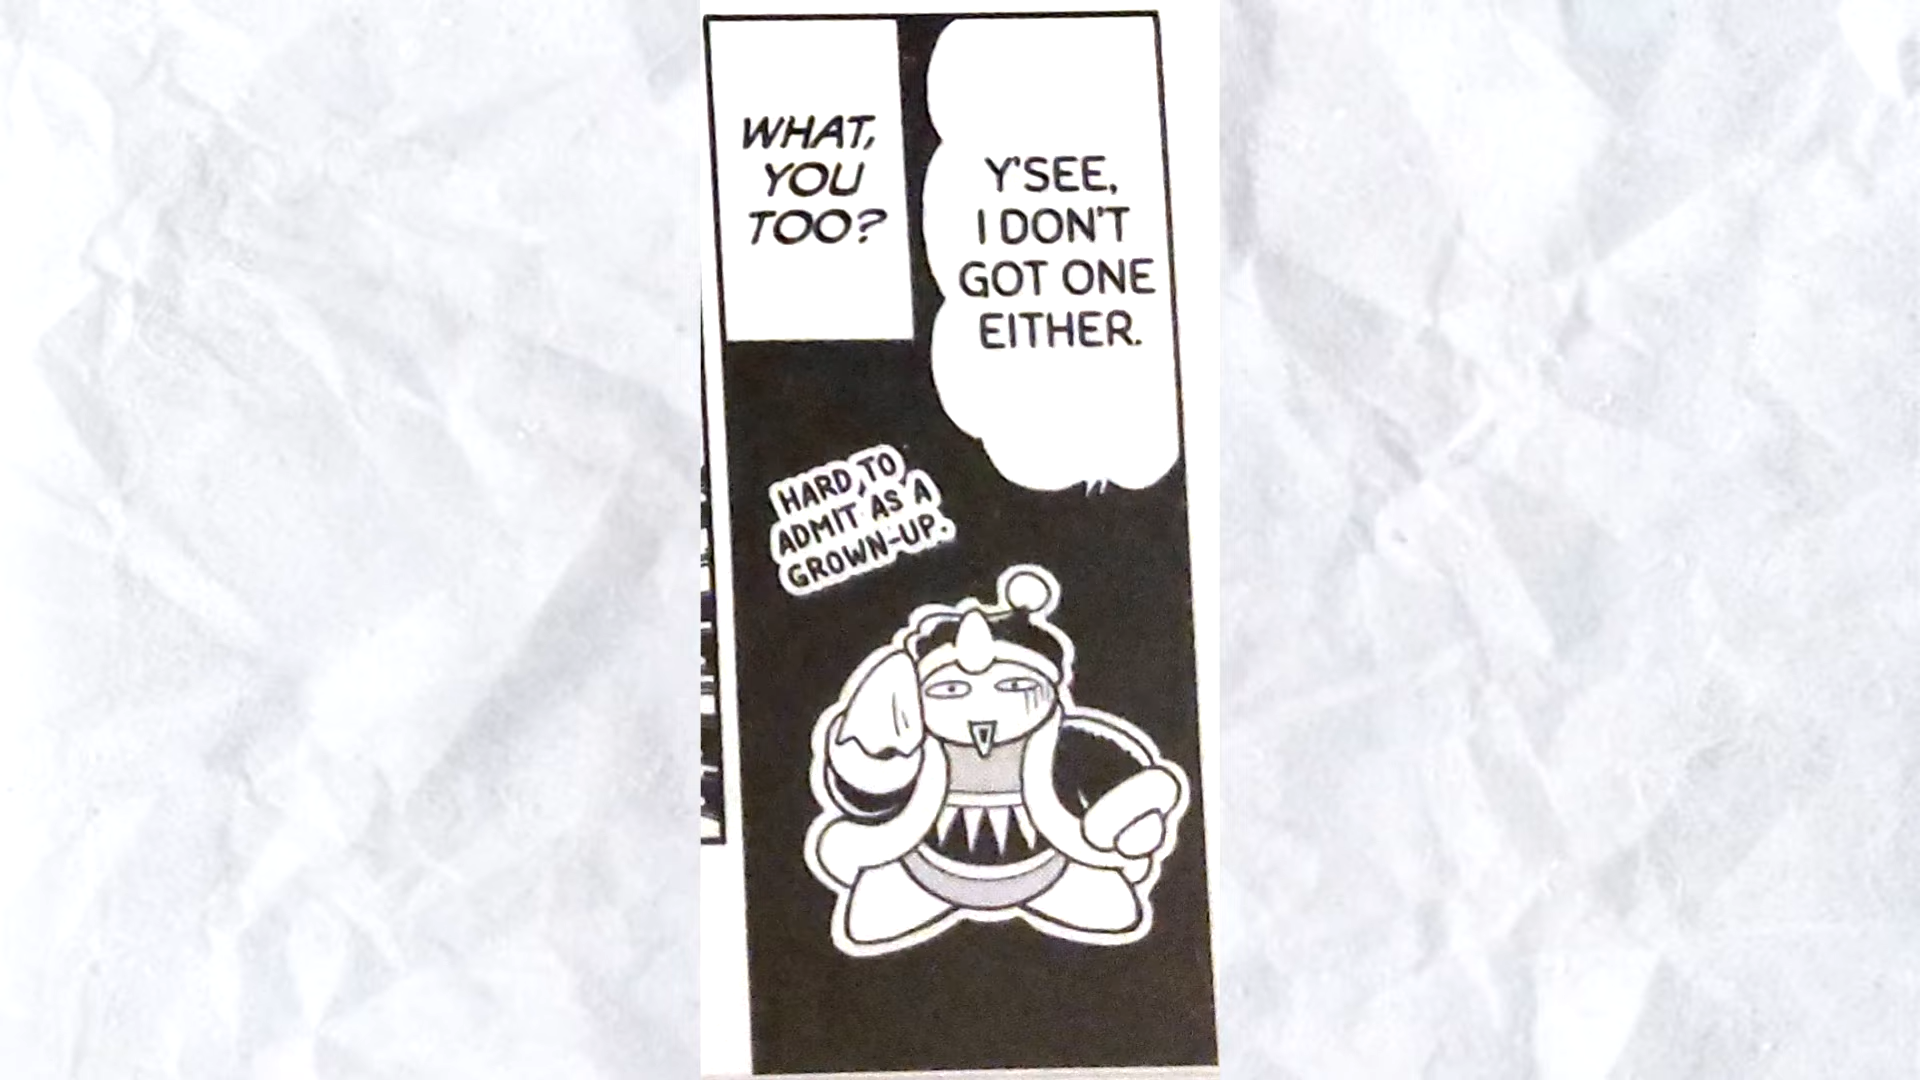 Y'SEE,
I DON'T
GOT ONE
EITHER.
WHAT,
YOU
TOO?
HARD TO
ADMIT AS A
GROWN-UP.